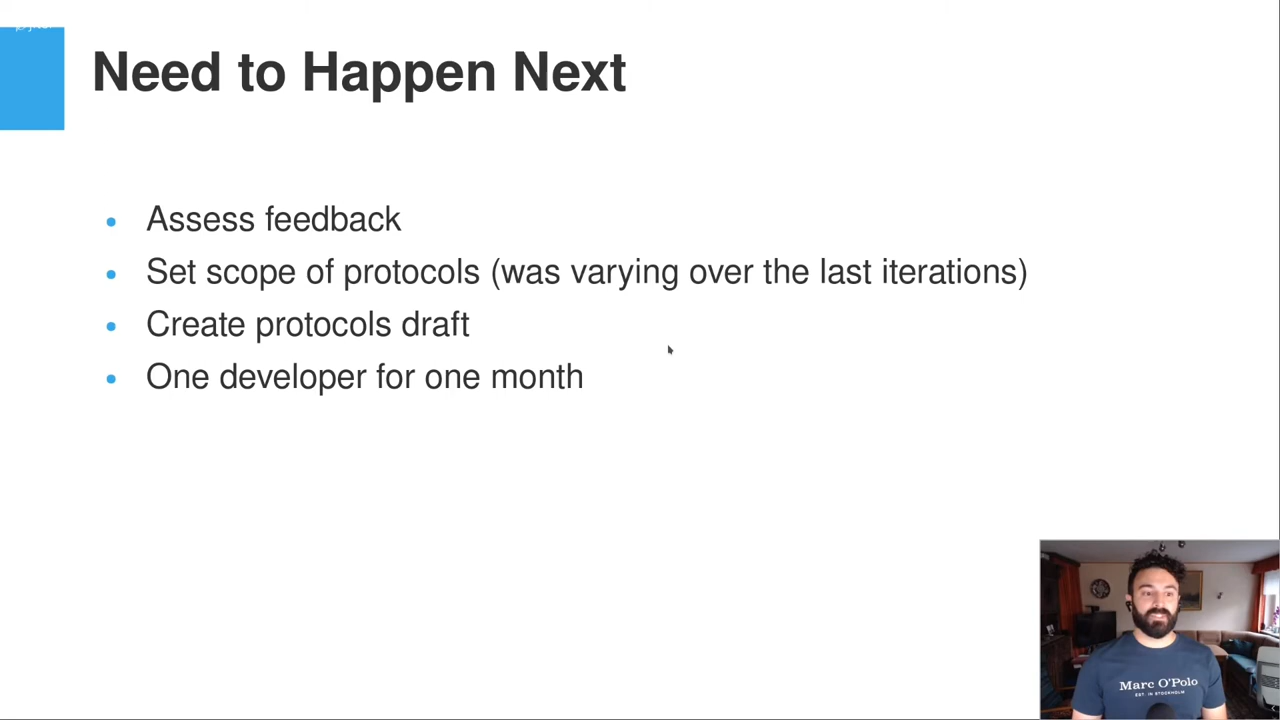 Need to Happen Next
Assess feedback
Set scope of protocols (was varying over the last iterations)
Create protocols draft
One developer for one month
Marc O'Polo
EST. IN STOCKHOLM